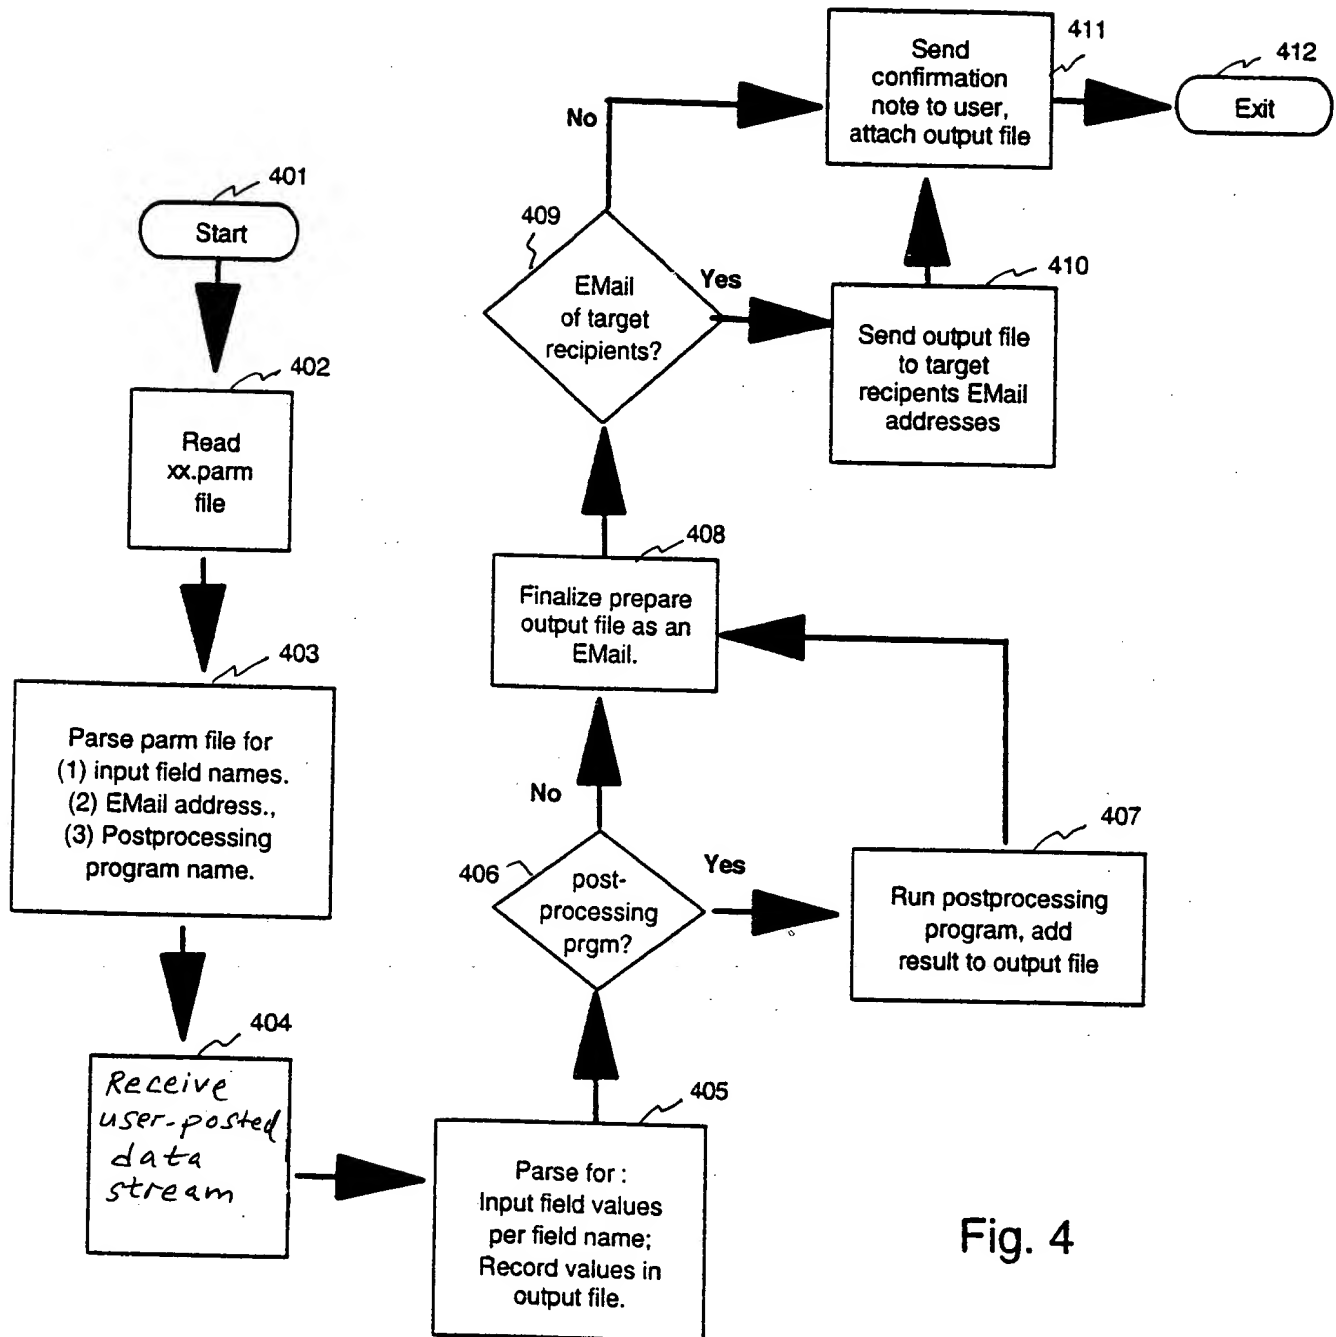 401
Start
402
Read
xx.parm
file
403
Parse parm file for
(1) input field names.
(2) EMail address.,
(3) Postprocessing
program name.
404
Receive
user-posted
data
stream
405
Parse for :
Input field values
per field name;
Record values in
output file.
406
post-
processing
prgm?
Yes
No
407
Run postprocessing
program, add
result to output file
408
Finalize prepare
output file as an
EMail.
409
EMail
of target
recipients?
Yes
No
410
Send output file
to target
recipents EMail
addresses
411
Send
confirmation
note to user,
attach output file
412
Exit
Fig. 4